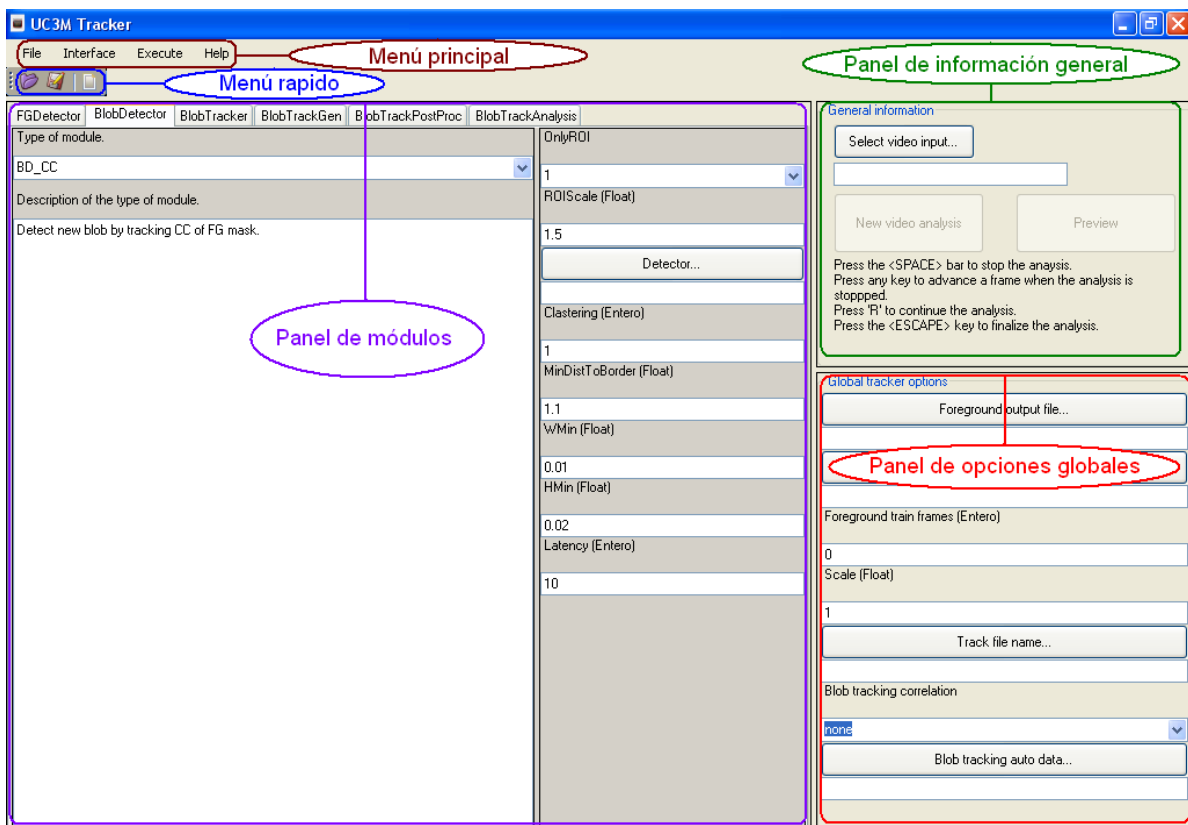 UC3M Tracker
File Interface Execute Help
Menú principal
Menú rapido
Panel de información general
FGDetector BlobDetector BlobTracker BlobTrackGen BlobTrackPostProc BlobTrackAnalysis
Type of module.
BD_CC
Description of the type of module.
Detect new blob by tracking CC of FG mask.
Panel de módulos
OnlyROI
1
ROIScale (Float)
1.5
Detector...
Clastering (Entero)
1
MinDistToBorder (Float)
1.1
WMin (Float)
0.01
HMin (Float)
0.02
Latency (Entero)
10
General information
Select video input...
New video analysis
Preview
Press the <SPACE> bar to stop the anaysis.
Press any key to advance a frame when the analysis is
stoppped.
Press 'R' to continue the analysis.
Press the <ESCAPE> key to finalize the analysis.
Global tracker options
Foreground output file...
Panel de opciones globales
Foreground train frames (Entero)
0
Scale (Float)
1
Track file name...
Blob tracking correlation
none
Blob tracking auto data...